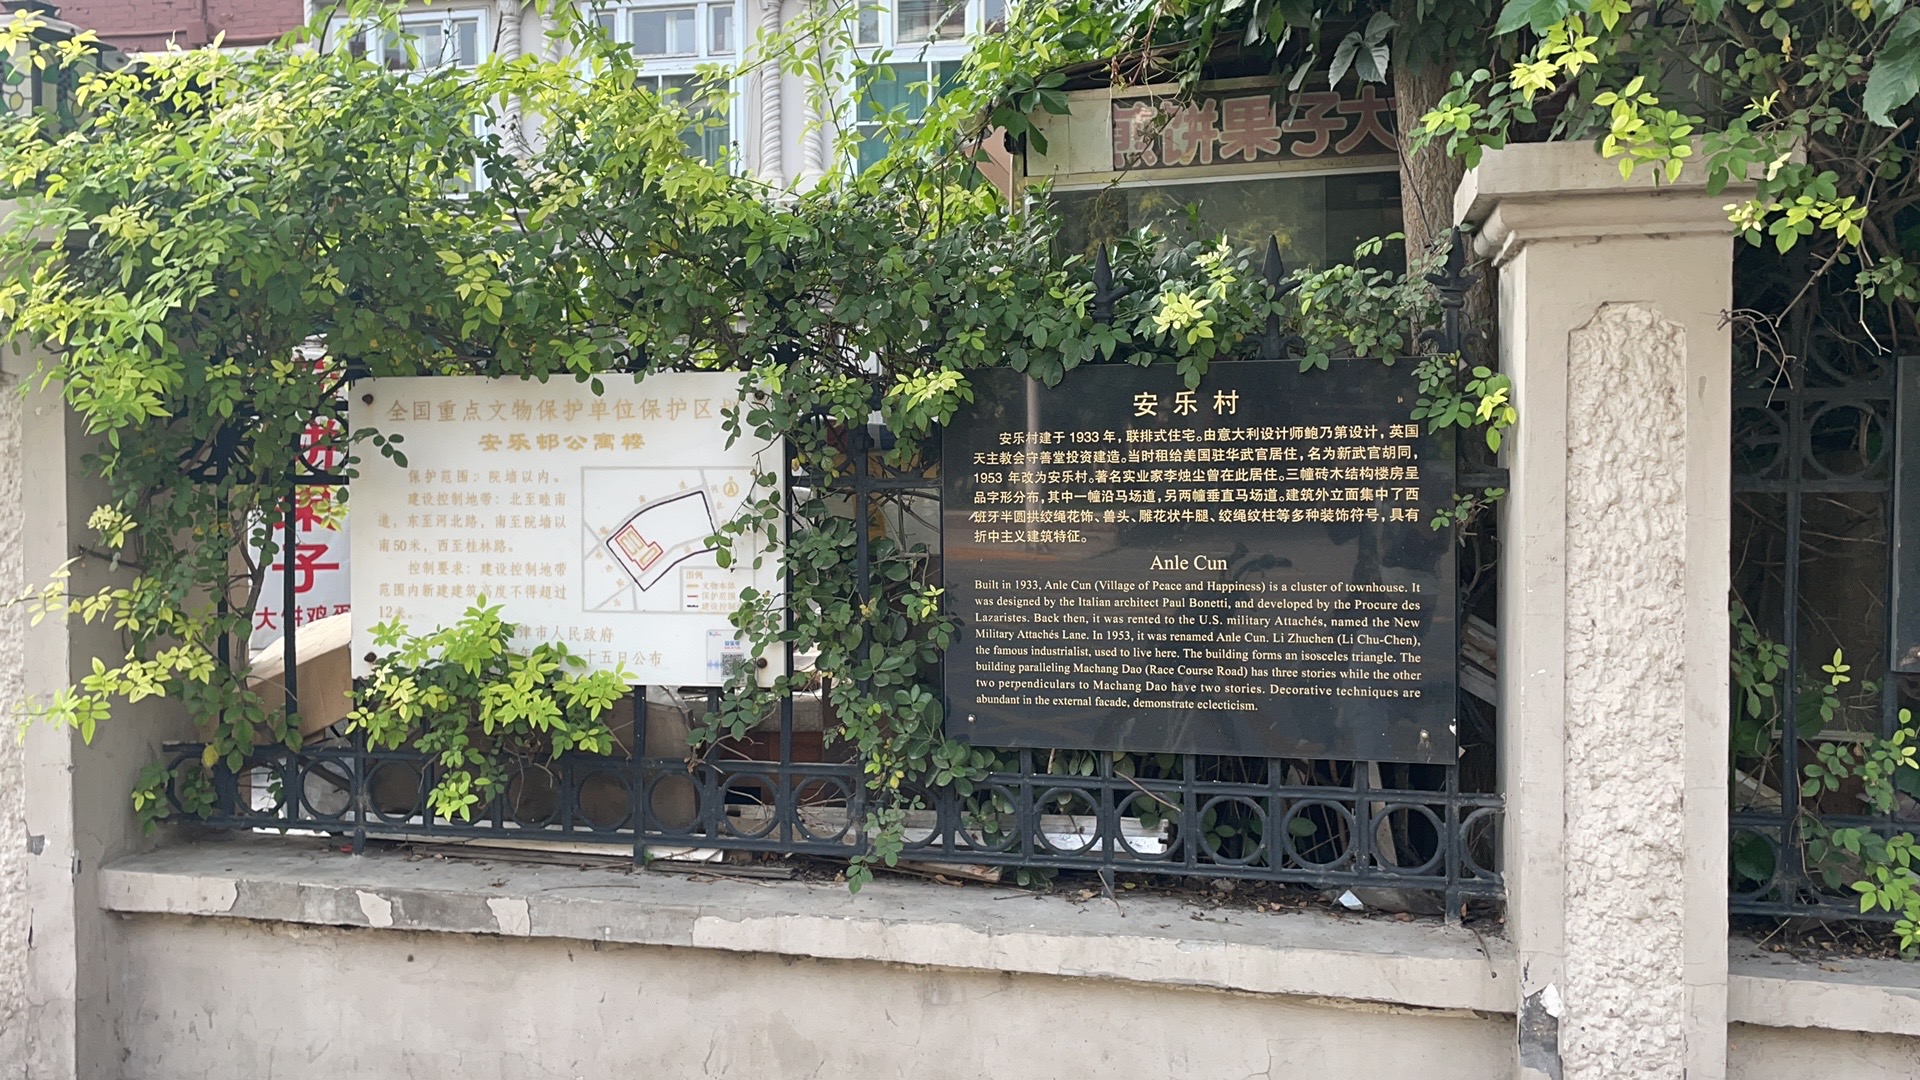 煎饼果子大
全国重点文物保护单位保护区
安乐邨公寓楼
保护范围：院墙以内。
建设控制地带：北至睦南
道，东至河北路，南至院墙以
南50米，西至桂林路。
控制要求：建设控制地带
范围内新建建筑高度不得超过
12米。
图例
文物本体
保护范围
建设控制
津市人民政府
十五日公布
饼
果
子
大饼鸡蛋
安乐村
安乐村建于1933年，联排式住宅。由意大利设计师鲍乃第设计，英国
天主教会守善堂投资建造。当时租给美国驻华武官居住，名为新武官胡同，
1953年改为安乐村。著名实业家李烛尘曾在此居住。三幢砖木结构楼房呈
品字形分布，其中一幢沿马场道，另两幢垂直马场道。建筑外立面集中了西
班牙半圆拱绞绳花饰、兽头、雕花状牛腿、绞绳纹柱等多种装饰符号，具有
折中主义建筑特征。
Anle Cun
Built in 1933, Anle Cun (Village of Peace and Happiness) is a cluster of townhouse. It
was designed by the Italian architect Paul Bonetti, and developed by the Procure des
Lazaristes. Back then, it was rented to the U.S. military Attachés, named the New
Military Attachés Lane. In 1953, it was renamed Anle Cun. Li Zhuchen (Li Chu-Chen),
the famous industrialist, used to live here. The building forms an isosceles triangle. The
building paralleling Machang Dao (Race Course Road) has three stories while the other
two perpendiculars to Machang Dao have two stories. Decorative techniques are
abundant in the external facade, demonstrate eclecticism.